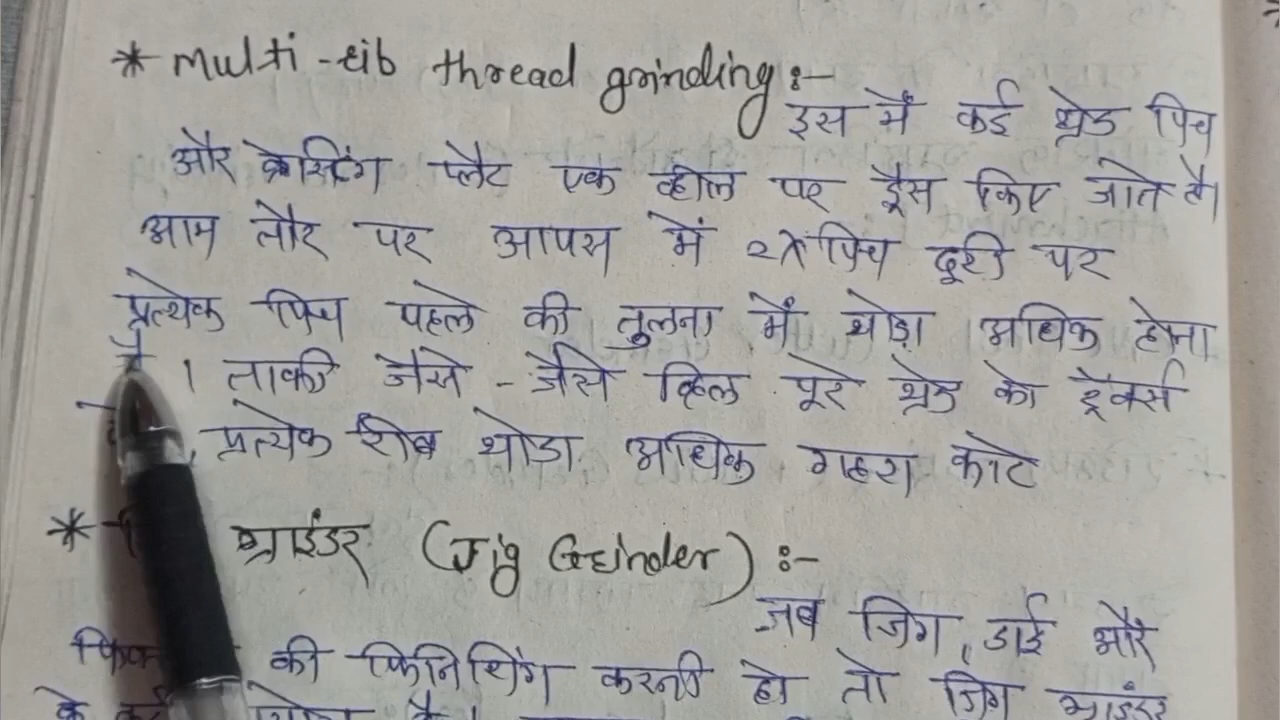 * Multi-rib thread grinding :-
इस में कई थ्रेड पिच
और क्रेस्टिंग फ्लैट एक व्हील पर ड्रैस किए जाते है।
आम तौर पर आपस में 2x पिच दूरी पर
प्रत्येक पिच पहले की तुलना में थोड़ा अधिक होना
है । ताकी जैसे - जैसे व्हिल पूरे थ्रेड को ट्रैवर्स
, प्रत्येक रीब थोड़ा अधिक गहरा काटे
* ग्राइंडर (Jig Grinder) :-
जब जिग, डाई और
की फिनिशिंग करनी हो तो जिग ग्राइंडर
के